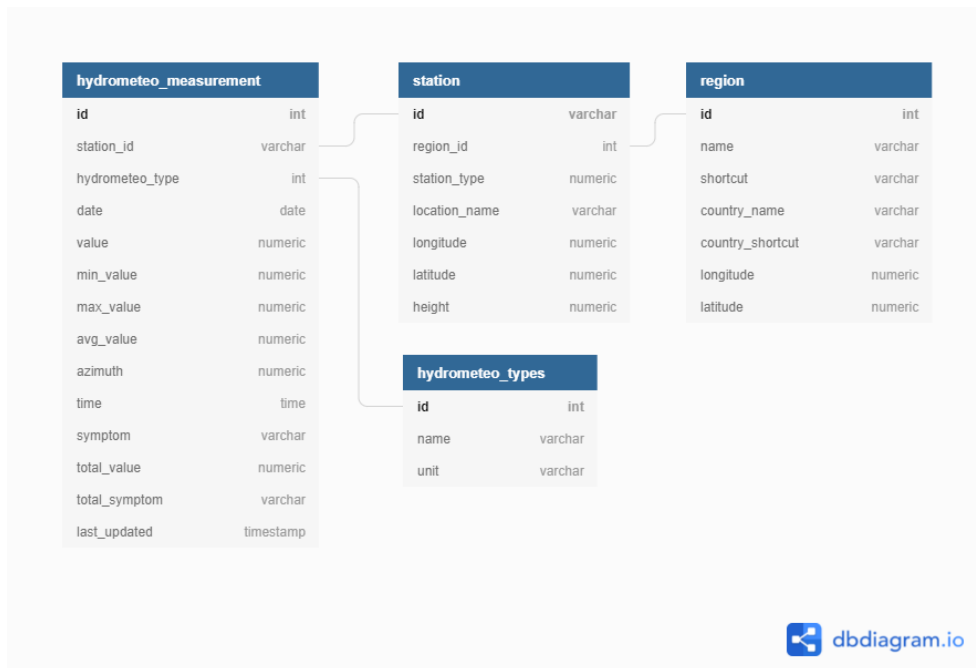 hydrometeo_measurement
id int
station_id varchar
hydrometeo_type int
date date
value numeric
min_value numeric
max_value numeric
avg_value numeric
azimuth numeric
time time
symptom varchar
total_value numeric
total_symptom varchar
last_updated timestamp
station
id varchar
region_id int
station_type numeric
location_name varchar
longitude numeric
latitude numeric
height numeric
region
id int
name varchar
shortcut varchar
country_name varchar
country_shortcut varchar
longitude numeric
latitude numeric
hydrometeo_types
id int
name varchar
unit varchar
dbdiagram.io